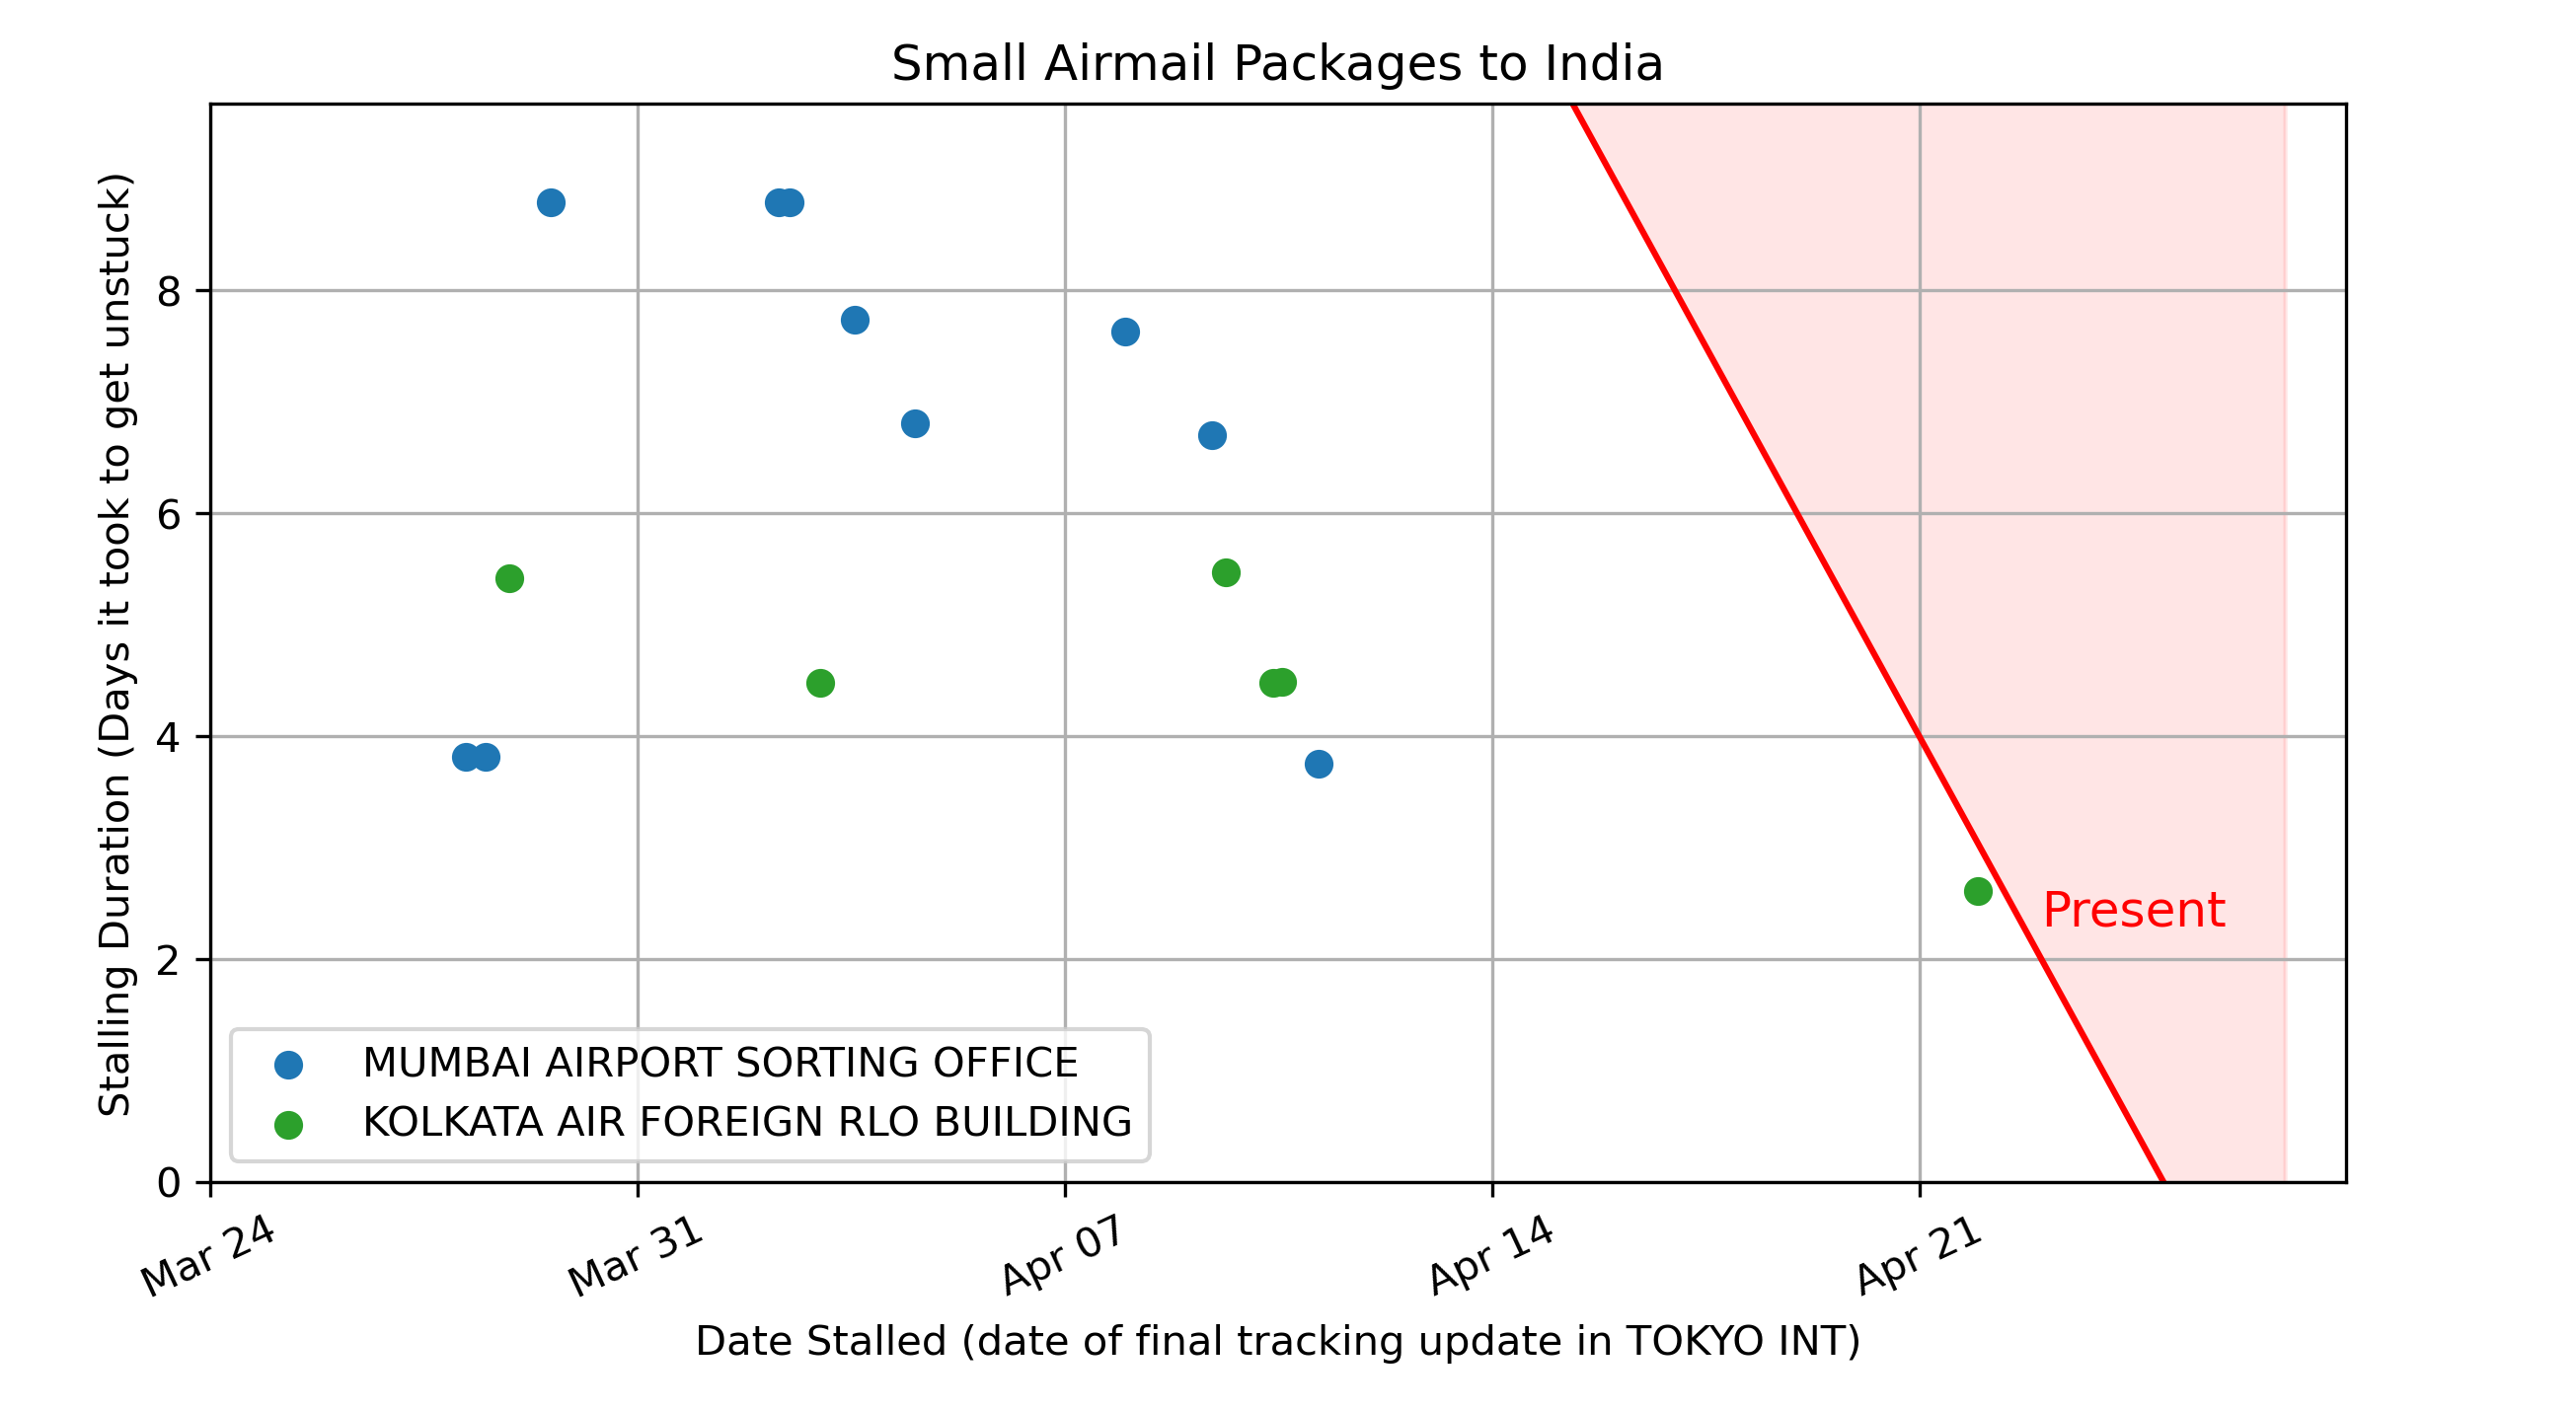 Small Airmail Packages to India
Stalling Duration (Days it took to get unstuck)
8
6
4
2
0
Present
MUMBAI AIRPORT SORTING OFFICE
KOLKATA AIR FOREIGN RLO BUILDING
Mar 24
Mar 31
Apr 07
Apr 14
Apr 21
Date Stalled (date of final tracking update in TOKYO INT)